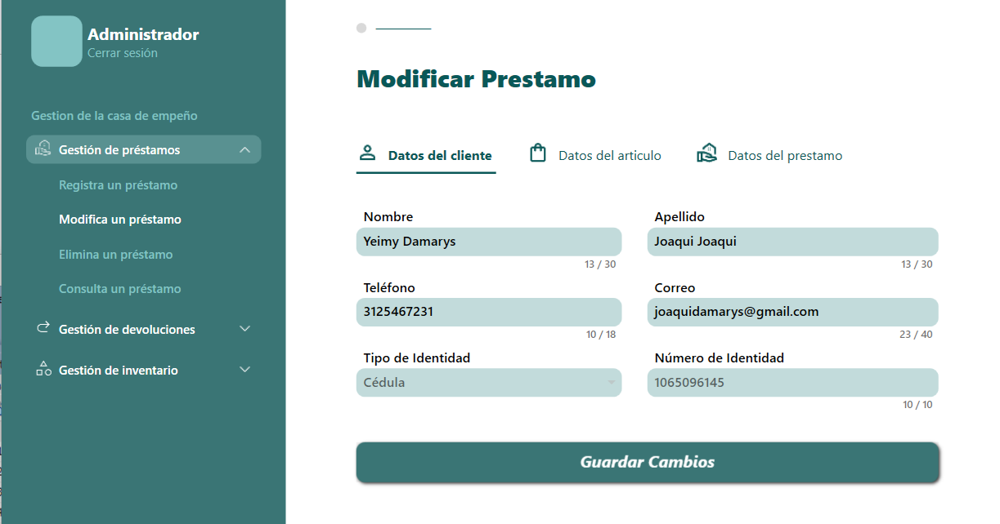 Administrador
Cerrar sesión
Gestion de la casa de empeño
Gestión de préstamos
Registra un préstamo
Modifica un préstamo
Elimina un préstamo
Consulta un préstamo
Gestión de devoluciones
Gestión de inventario
Modificar Prestamo
Datos del cliente
Datos del articulo
Datos del prestamo
Nombre
Yeimy Damarys
13 / 30
Apellido
Joaqui Joaqui
13 / 30
Teléfono
3125467231
10 / 18
Correo
joaquidamarys@gmail.com
23 / 40
Tipo de Identidad
Cédula
Número de Identidad
1065096145
10 / 10
Guardar Cambios